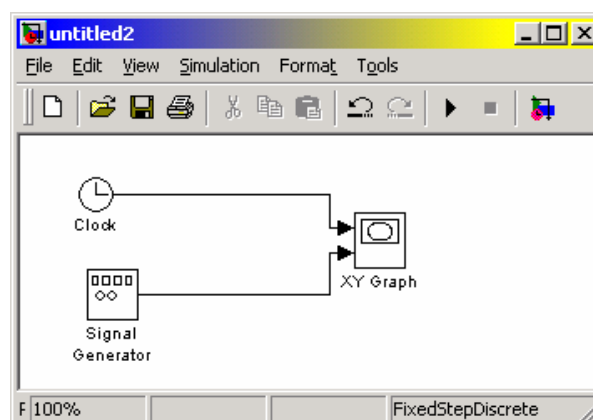 untitled2
File Edit View Simulation Format Tools
Clock
XY Graph
Signal
Generator
F 100% FixedStepDiscrete